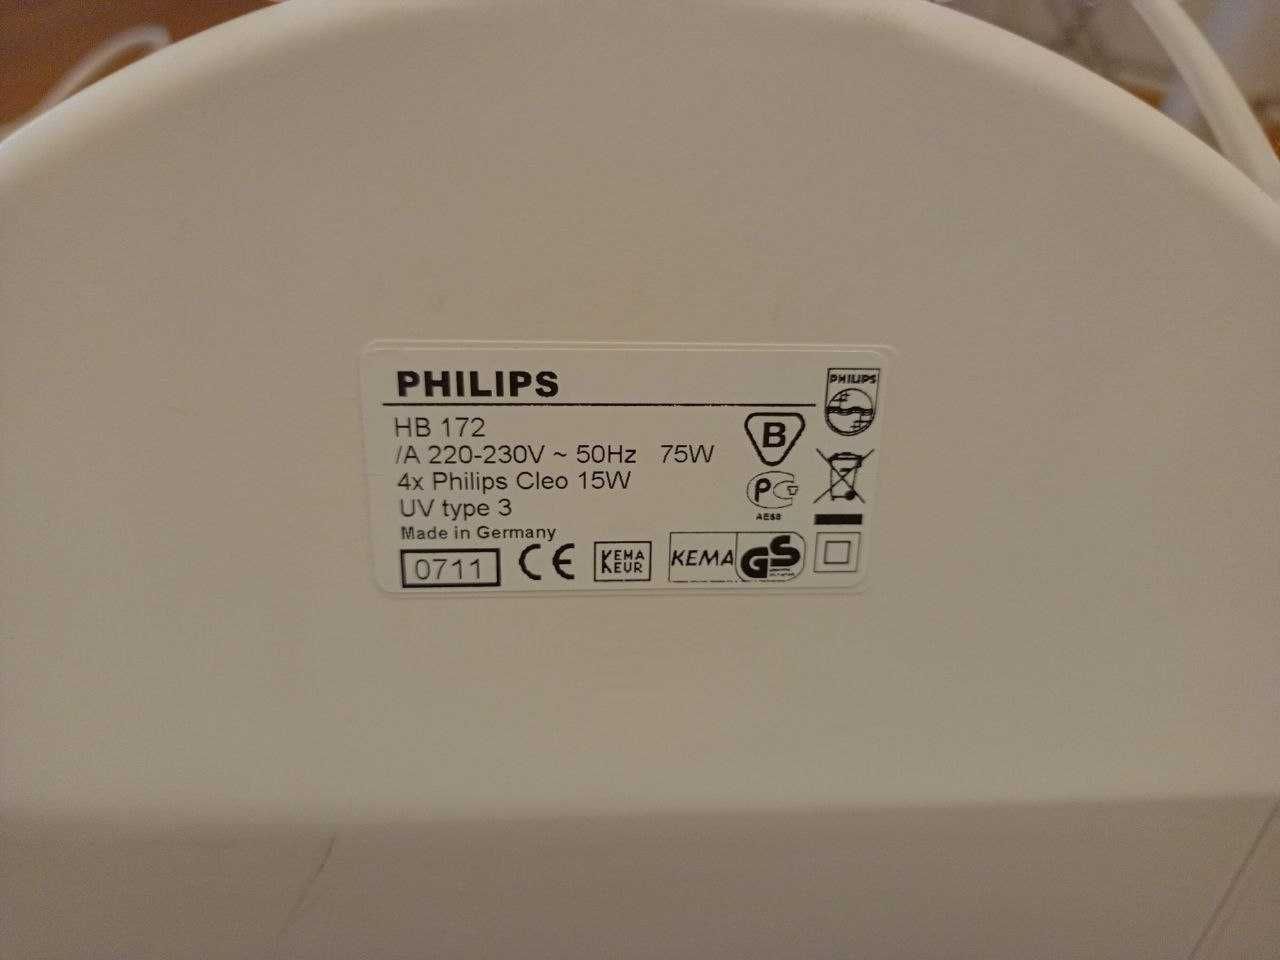 PHILIPS
PHILIPS
HB 172
/A 220-230V ~ 50Hz 75W
4x Philips Cleo 15W
UV type 3
Made in Germany
0711
CE
KEMA
KEUR
KEMA
GS
B
PC
AE58